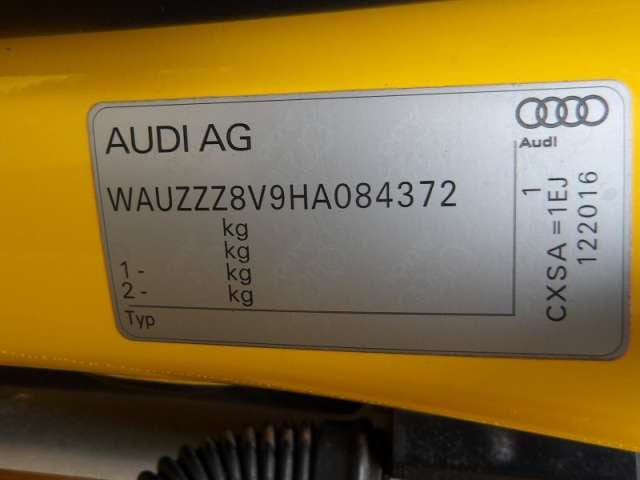 AUDI AG
WAUZZZ8V9HA084372
kg
kg
1 - kg
2 - kg
Typ
Audi
1
CXSA =1EJ
122016